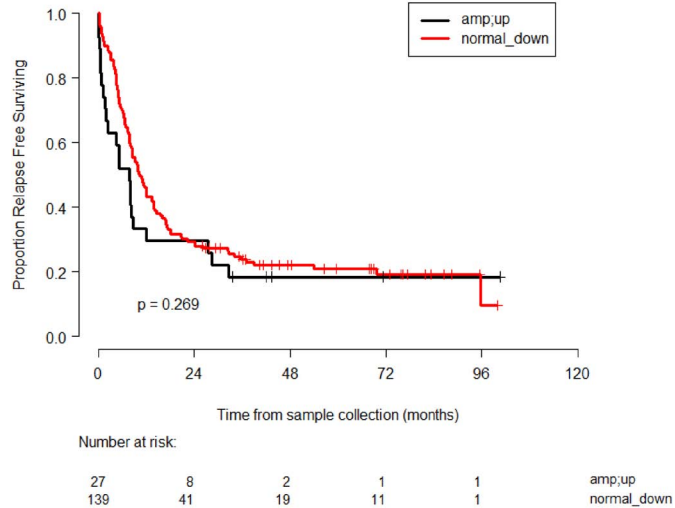 amp;up
normal_down
Proportion Relapse Free Surviving
1.0
0.8
0.6
0.4
0.2
0.0
p = 0.269
0 24 48 72 96 120
Time from sample collection (months)
Number at risk:
27 8 2 1 1 amp;up
139 41 19 11 1 normal_down